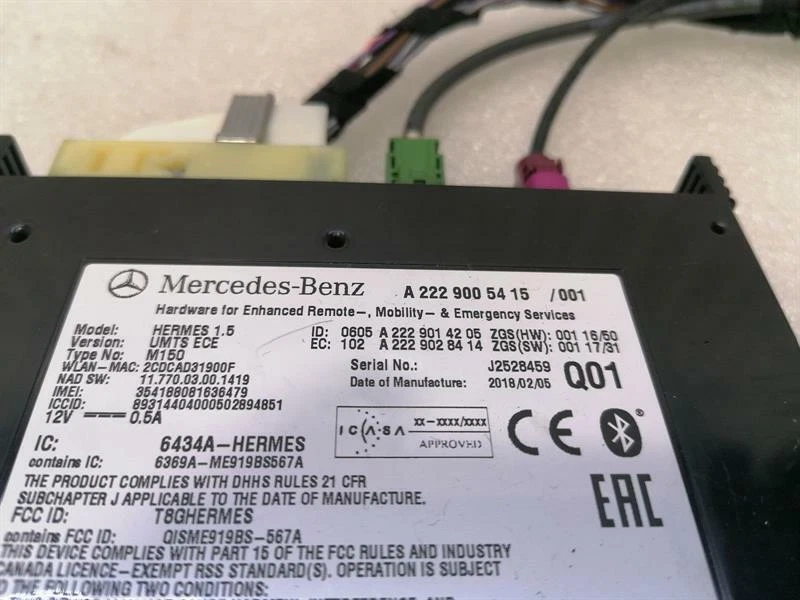 Mercedes-Benz A 222 900 54 15 /001
Hardware for Enhanced Remote-, Mobility- & Emergency Services
Model: HERMES 1.5 ID: 0605 A 222 901 42 05 ZGS(HW): 001 16/50
Version: UMTS ECE EC: 102 A 222 902 84 14 ZGS(SW): 001 17/31
Type No: M150
WLAN-MAC: 2CDCAD31900F Serial No.: J2528459
NAD SW: 11.770.03.00.1419 Date of Manufacture: 2018/02/05 Q01
IMEI: 354188081636479
ICCID: 89314404000502894851
12V 0.5A
ICASA xx-xxxx/xxxx
APPROVED
CE
IC: 6434A-HERMES
contains IC: 6369A-ME919BS567A
THE PRODUCT COMPLIES WITH DHHS RULES 21 CFR
SUBCHAPTER J APPLICABLE TO THE DATE OF MANUFACTURE.
EAC
FCC ID: T8GHERMES
contains FCC ID: QISME919BS-567A
THIS DEVICE COMPLIES WITH PART 15 OF THE FCC RULES AND INDUSTRY
CANADA LICENCE-EXEMPT RSS STANDARD(S). OPERATION IS SUBJECT
TO THE FOLLOWING TWO CONDITIONS: